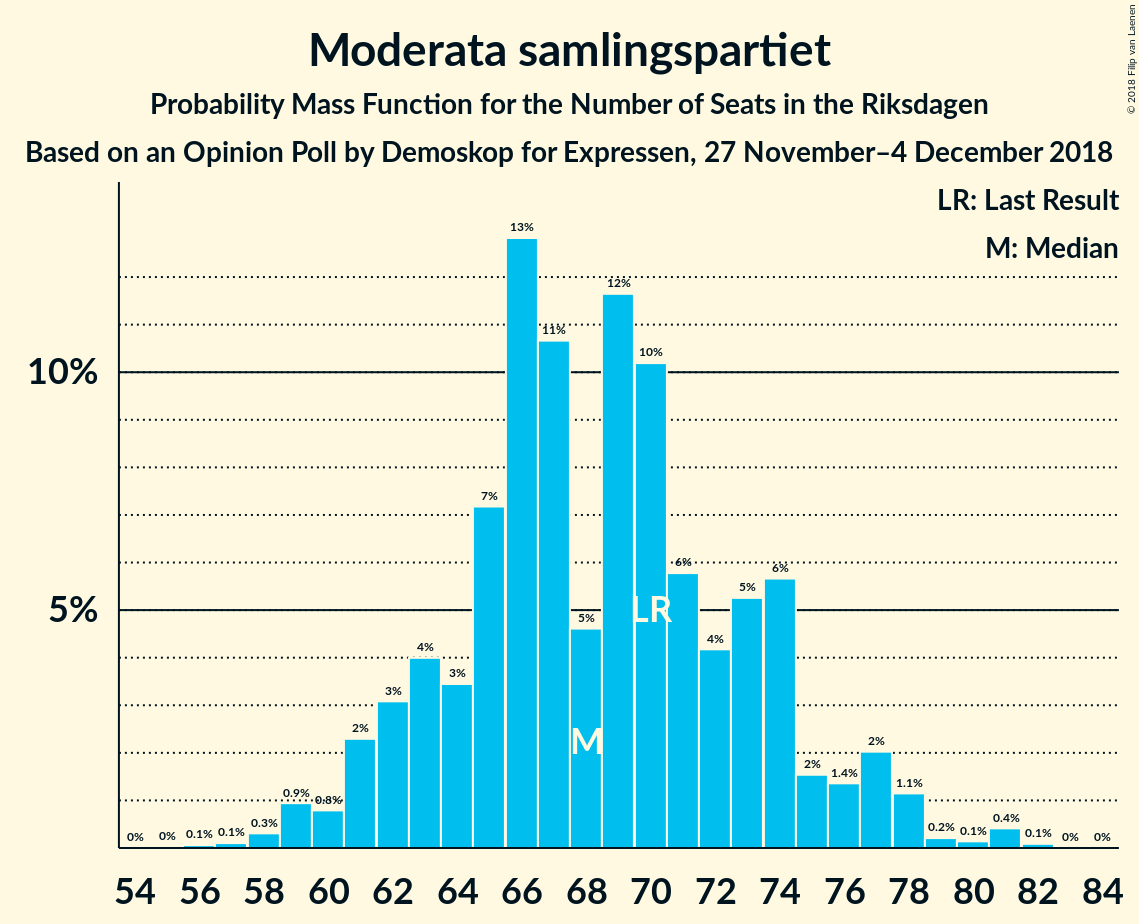 Moderata samlingspartiet
Probability Mass Function for the Number of Seats in the Riksdagen
Based on an Opinion Poll by Demoskop for Expressen, 27 November–4 December 2018
© 2018 Filip van Laenen
LR: Last Result
M: Median
10%
5%
0% 0% 0.1% 0.1% 0.3% 0.9% 0.8% 2% 3% 4% 3% 7% 13% 11% 5% 12% 10% 6% 4% 5% 6% 2% 1.4% 2% 1.1% 0.2% 0.1% 0.4% 0.1% 0% 0%
LR
M
54 56 58 60 62 64 66 68 70 72 74 76 78 80 82 84